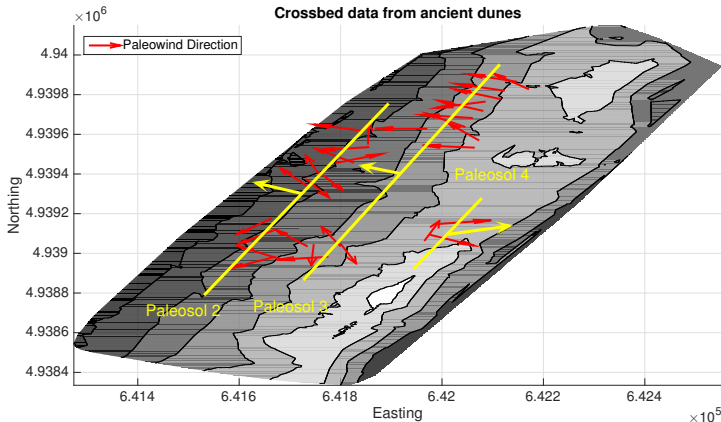 Crossbed data from ancient dunes
×10⁶
Paleowind Direction
4.94
4.9398
4.9396
4.9394
4.9392
4.939
4.9388
4.9386
4.9384
Northing
Paleosol 4
Paleosol 2
Paleosol 3
6.414
6.416
6.418
6.42
6.422
6.424
Easting
×10⁵